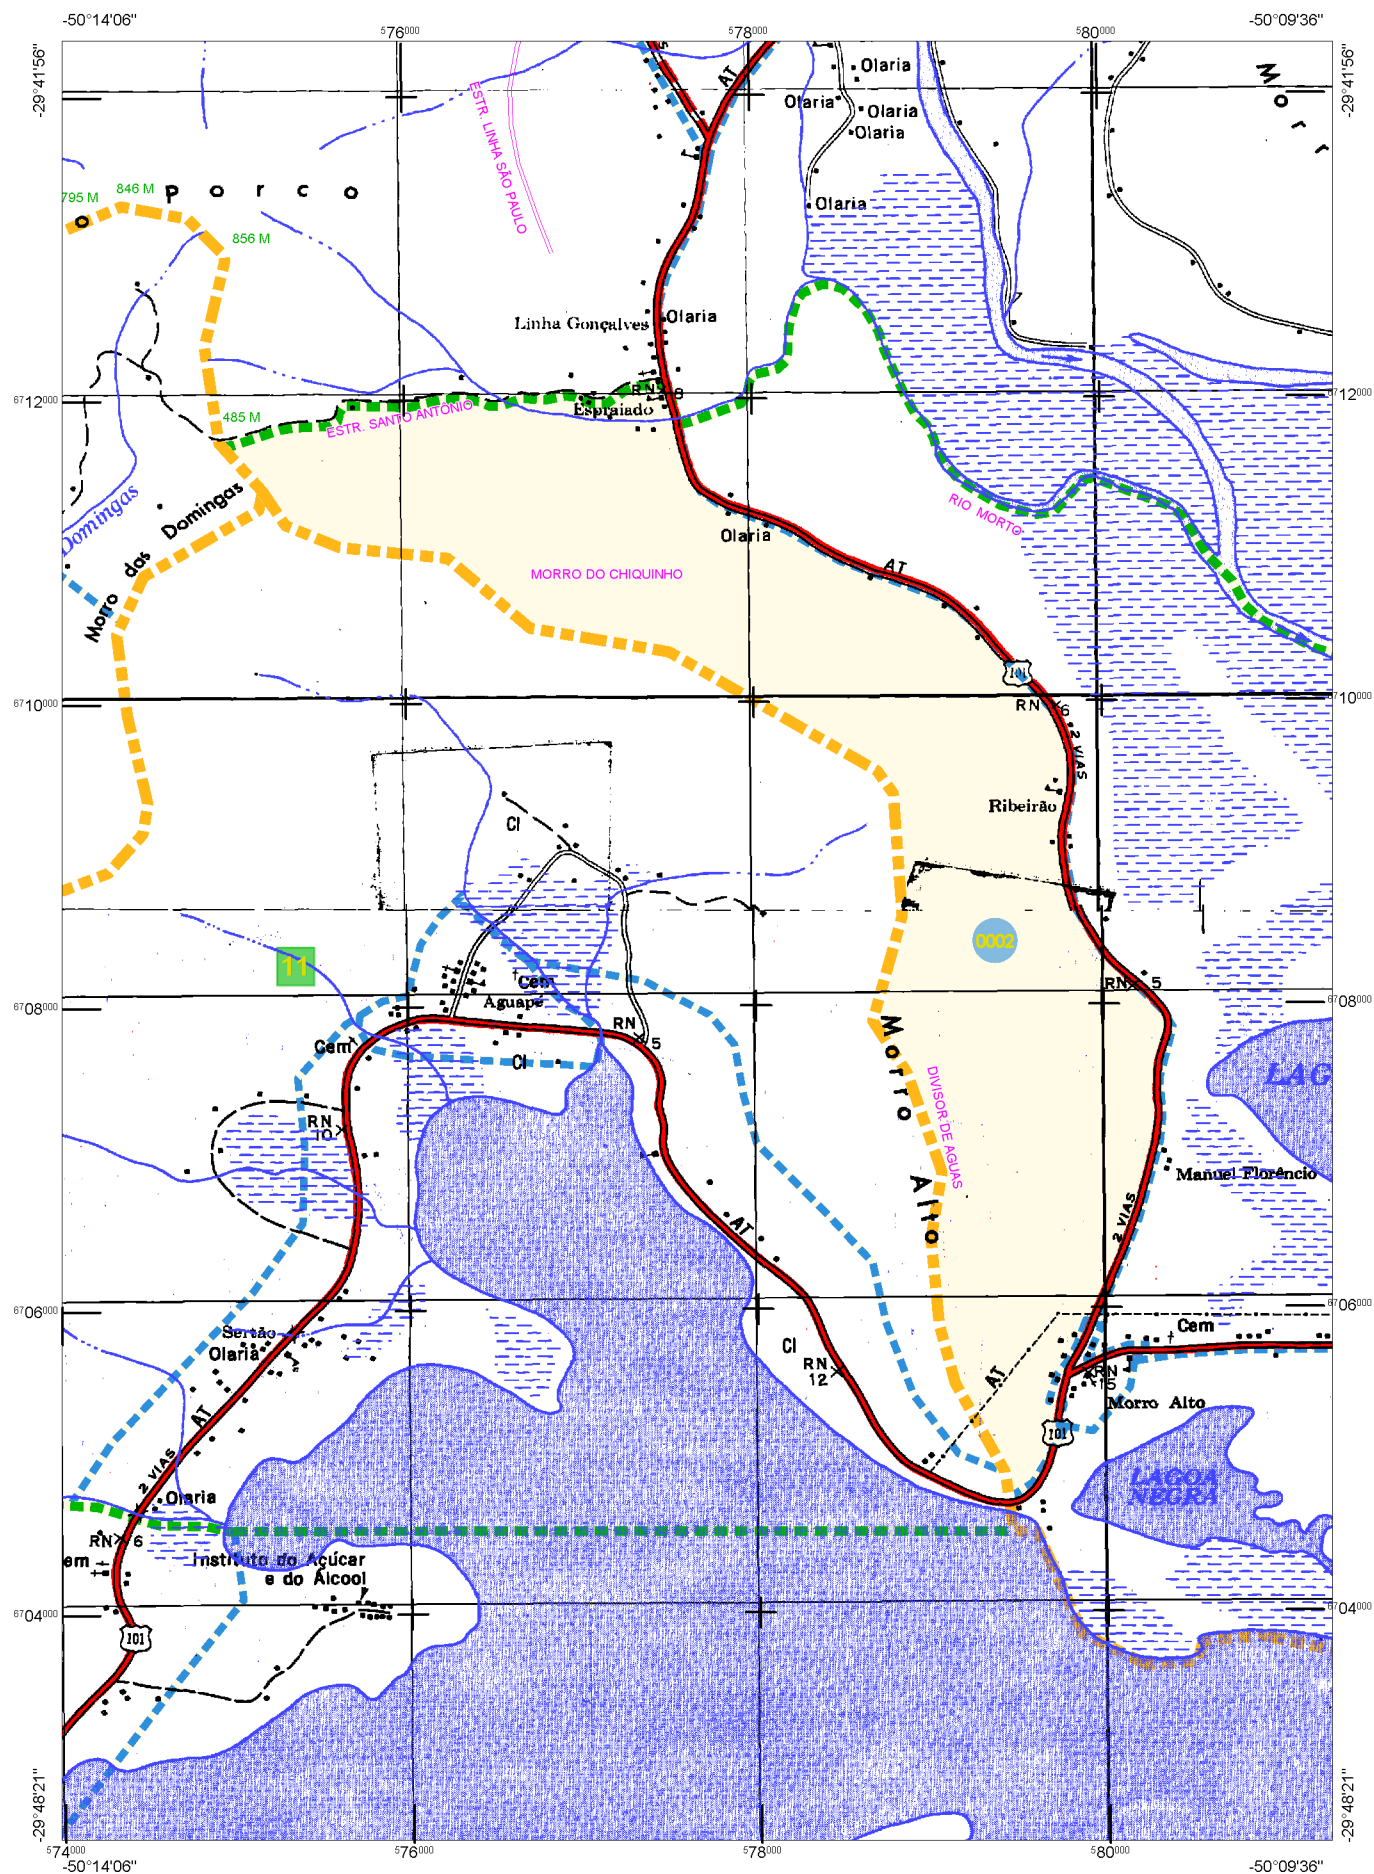 -50°14'06"
-50°09'36"
576000
578000
580000
-29°41'56"
-29°41'56"
AT
Olaria
Olaria
Olaria
Olaria
Olaria
ESTR. LINHA SÃO PAULO
Morr
795 M
846 M
o
porco
856 M
Linha Gonçalves
Olaria
RN 8
Espraiado
6712000
6712000
485 M
ESTR. SANTO ANTÔNIO
Domingas
Morro das Domingas
Olaria
RIO MORTO
AT
MORRO DO CHIQUINHO
101
RN 6
6710000
6710000
2 VIAS
Ribeirão
CI
0002
11
Cem
Aguapé
RN 5
6708000
6708000
RN
5
Cem
CI
Morro Alto
DIVISOR DE AGUAS
LAG
RN
10
Manuel Florêncio
AT
2 VIAS
6706000
6706000
Sertão
Olaria
CI
RN
12
AT
Cem
RN
15
Morro Alto
AT
2 VIAS
101
LAGOA
NEGRA
Olaria
RN 6
em
Instituto do Açúcar
e do Álcool
6704000
6704000
101
-29°48'21"
-29°48'21"
574000
576000
578000
580000
-50°14'06"
-50°09'36"